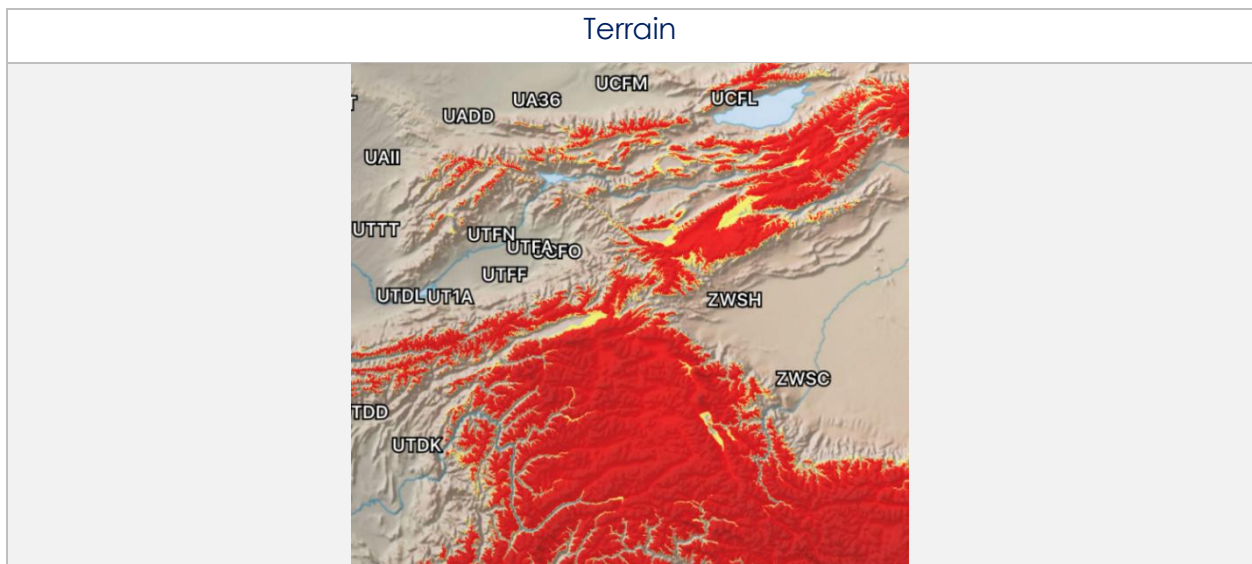 Terrain
UCFM
UA36
UCFL
UADD
UAII
UTTT
UTFN
UTFA
UCFO
UTFF
UTDL
UT1A
ZWSH
ZWSC
TDD
UTDK